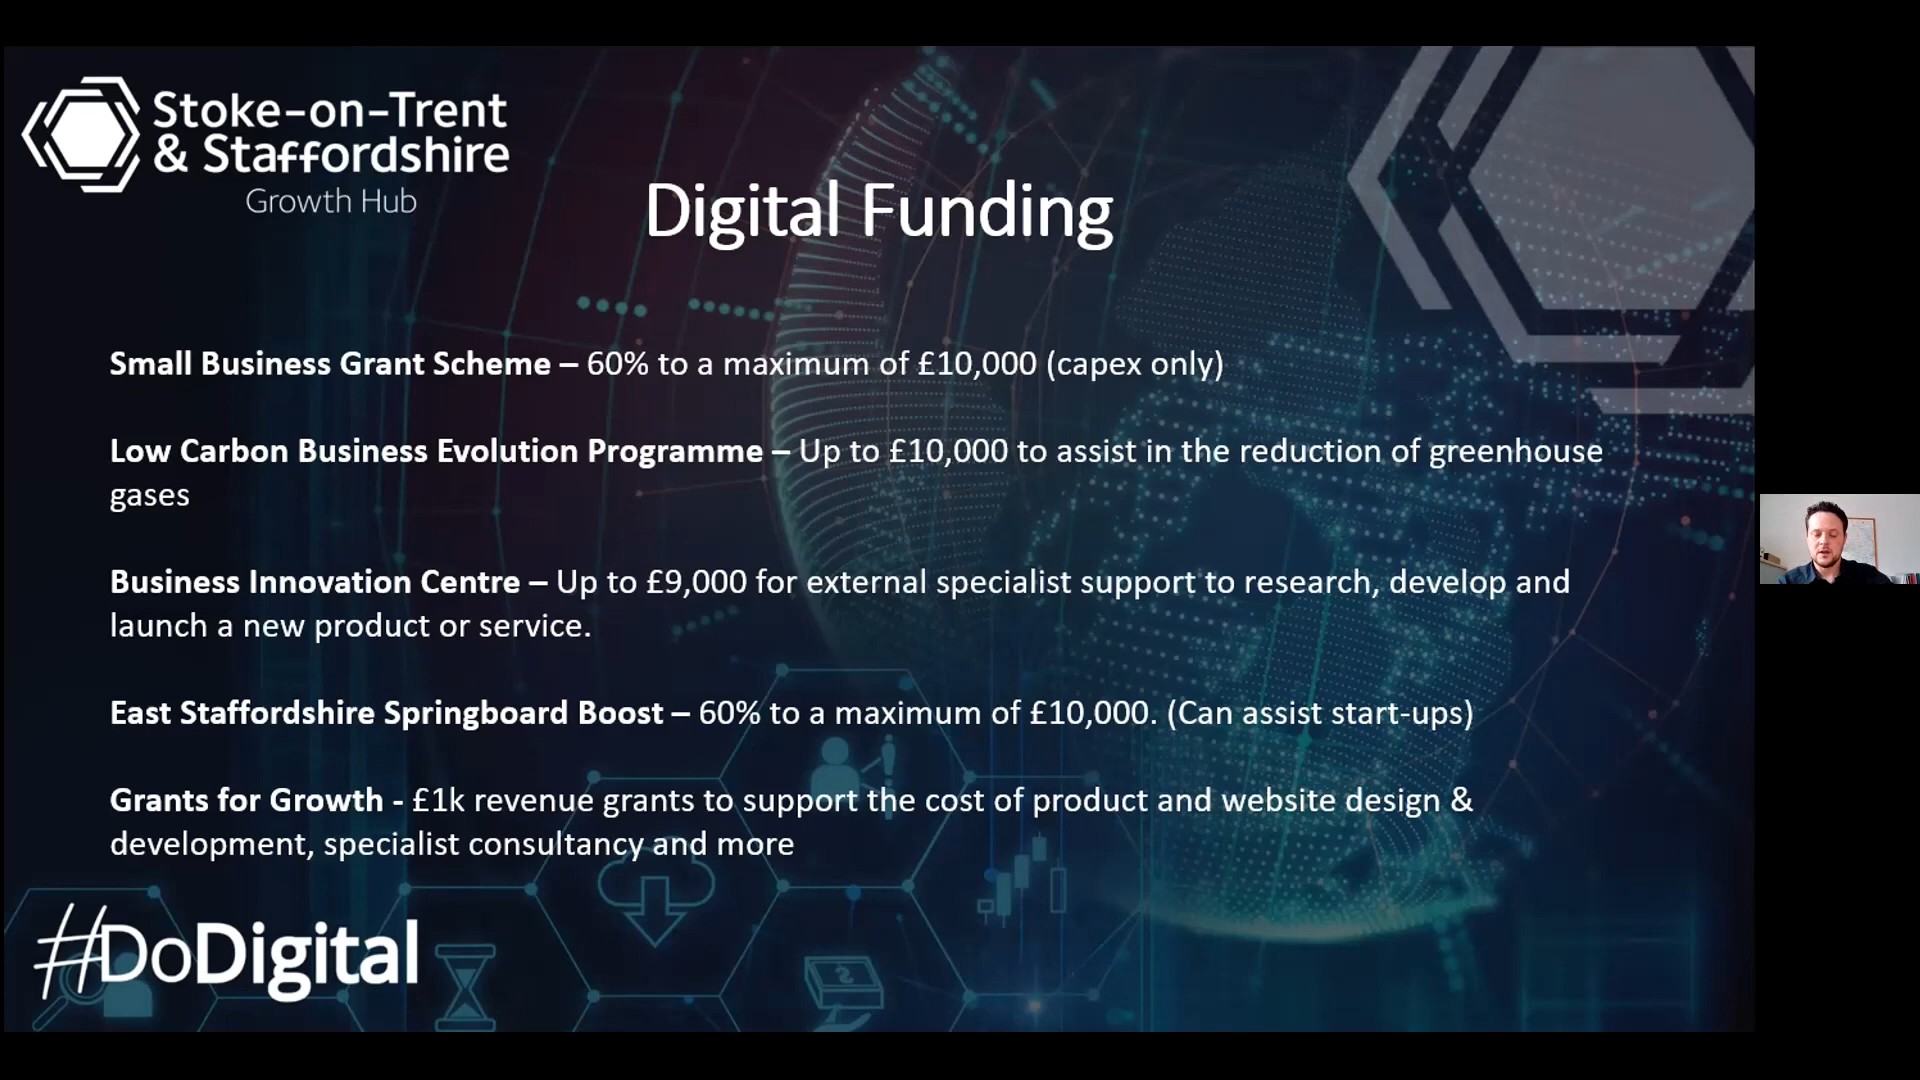 Stoke-on-Trent
& Staffordshire
Growth Hub
Digital Funding
Small Business Grant Scheme – 60% to a maximum of £10,000 (capex only)
Low Carbon Business Evolution Programme – Up to £10,000 to assist in the reduction of greenhouse
gases
Business Innovation Centre – Up to £9,000 for external specialist support to research, develop and
launch a new product or service.
East Staffordshire Springboard Boost – 60% to a maximum of £10,000. (Can assist start-ups)
Grants for Growth - £1k revenue grants to support the cost of product and website design &
development, specialist consultancy and more
#DoDigital